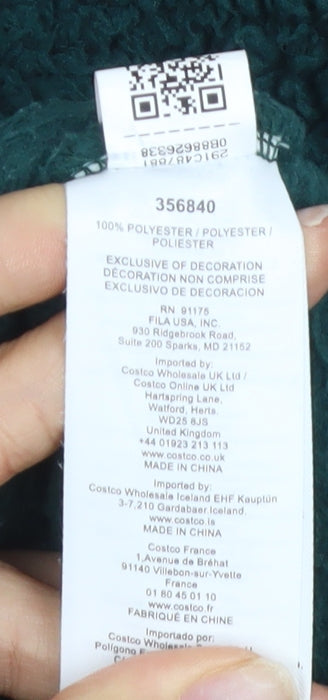 0B88626338
356840
100% POLYESTER / POLYESTER /
POLIESTER
EXCLUSIVE OF DECORATION
DÉCORATION NON COMPRISE
EXCLUSIVO DE DECORACION
RN 91175
FILA USA, INC.
930 Ridgebrook Road,
Suite 200 Sparks, MD 21152
Imported by:
Costco Wholesale UK Ltd /
Costco Online UK Ltd
Hartspring Lane,
Watford, Herts.
WD25 8JS
United Kingdom
+44 01923 213 113
www.costco.co.uk
MADE IN CHINA
Imported by:
Costco Wholesale Iceland EHF Kauptún
3-7,210 Gardabaer,Iceland.
www.costco.is
MADE IN CHINA
Costco France
1,Avenue de Bréhat
91140 Villebon-sur-Yvette
France
01 80 45 01 10
www.costco.fr
FABRIQUÉ EN CHINE
Importado por:
Costco
Polígono